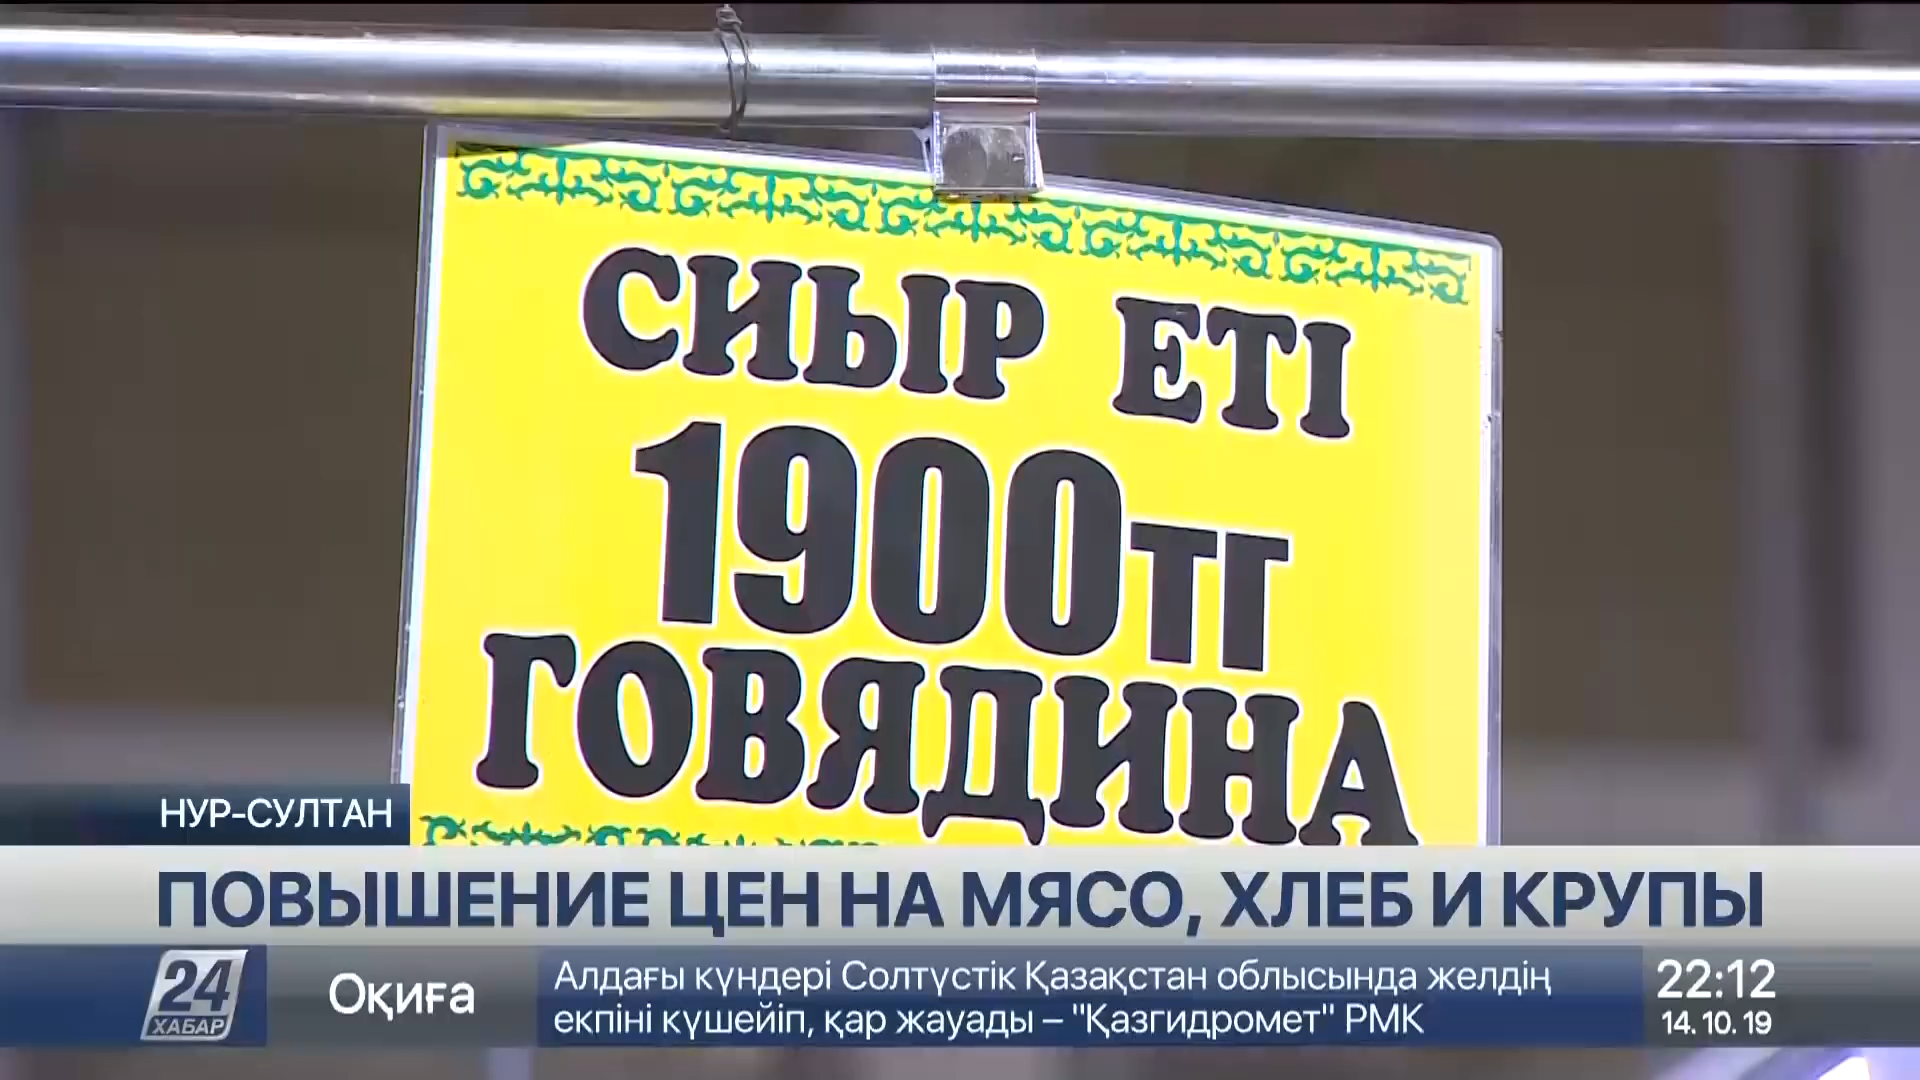 СИЫР ЕТІ
1900тг
ГОВЯДИНА
НУР-СУЛТАН
ПОВЫШЕНИЕ ЦЕН НА МЯСО, ХЛЕБ И КРУПЫ
24
ХАБАР
Оқиға
Алдағы күндері Солтүстік Қазақстан облысында желдің
екпіні күшейіп, қар жауады – "Қазгидромет" РМК
22:12
14.10.19